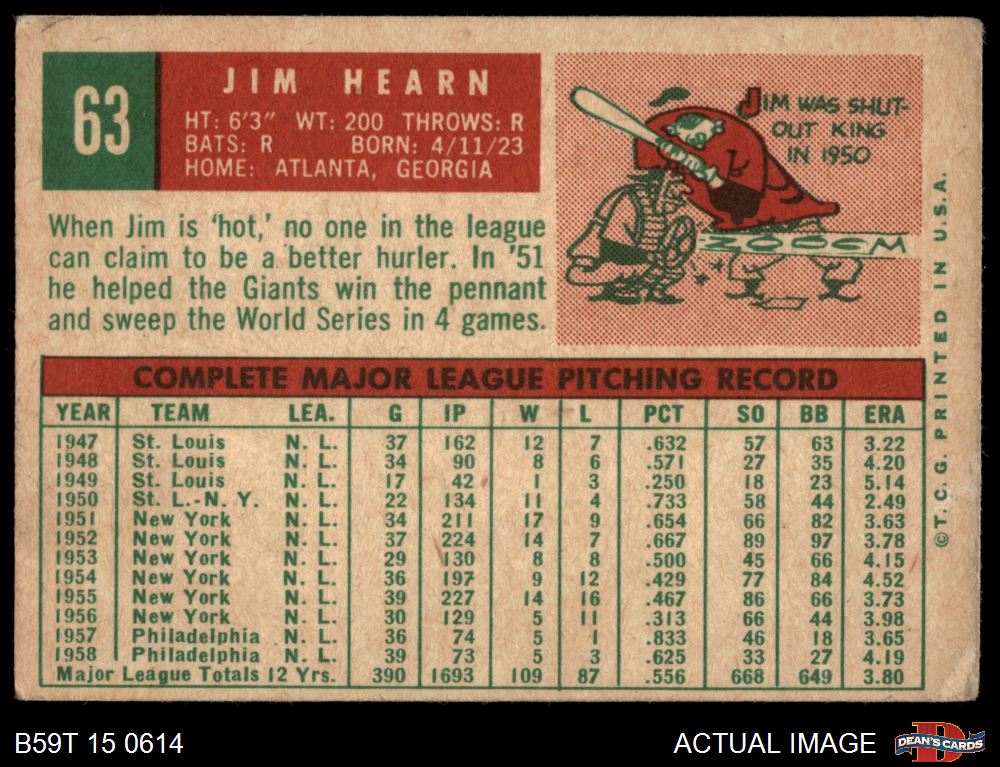 63
JIM HEARN
HT: 6'3" WT: 200 THROWS: R
BATS: R BORN: 4/11/23
HOME: ATLANTA, GEORGIA
JIM WAS SHUT-
OUT KING
IN 1950
ZOOOM
When Jim is 'hot,' no one in the league
can claim to be a better hurler. In '51
he helped the Giants win the pennant
and sweep the World Series in 4 games.
COMPLETE MAJOR LEAGUE PITCHING RECORD
YEAR TEAM LEA. G IP W L PCT SO BB ERA
1947 St. Louis N. L. 37 162 12 7 .632 57 63 3.22
1948 St. Louis N. L. 34 90 8 6 .571 27 35 4.20
1949 St. Louis N. L. 17 42 1 3 .250 18 23 5.14
1950 St. L.-N. Y. N. L. 22 134 11 4 .733 58 44 2.49
1951 New York N. L. 34 211 17 9 .654 66 82 3.63
1952 New York N. L. 37 224 14 7 .667 89 97 3.78
1953 New York N. L. 29 130 8 8 .500 45 66 4.15
1954 New York N. L. 36 197 9 12 .429 77 84 4.52
1955 New York N. L. 39 227 14 16 .467 86 66 3.73
1956 New York N. L. 30 129 5 11 .313 66 44 3.98
1957 Philadelphia N. L. 36 74 5 1 .833 46 18 3.65
1958 Philadelphia N. L. 39 73 5 3 .625 33 27 4.19
Major League Totals 12 Yrs. 390 1693 109 87 .556 668 649 3.80
© T. C. G. PRINTED IN U.S.A.
B59T 15 0614
ACTUAL IMAGE
D
DEAN'S CARDS